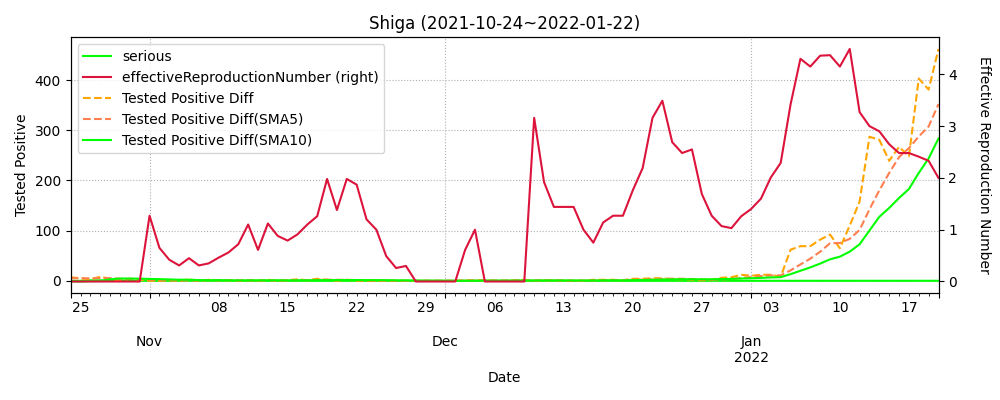 Shiga (2021-10-24~2022-01-22)
serious
effectiveReproductionNumber (right)
Tested Positive Diff
Tested Positive Diff(SMA5)
Tested Positive Diff(SMA10)
Tested Positive
400
300
200
100
0
Effective Reproduction Number
4
3
2
1
0
25 08 15 22 29 06 13 20 27 03 10 17
Nov Dec Jan
2022
Date